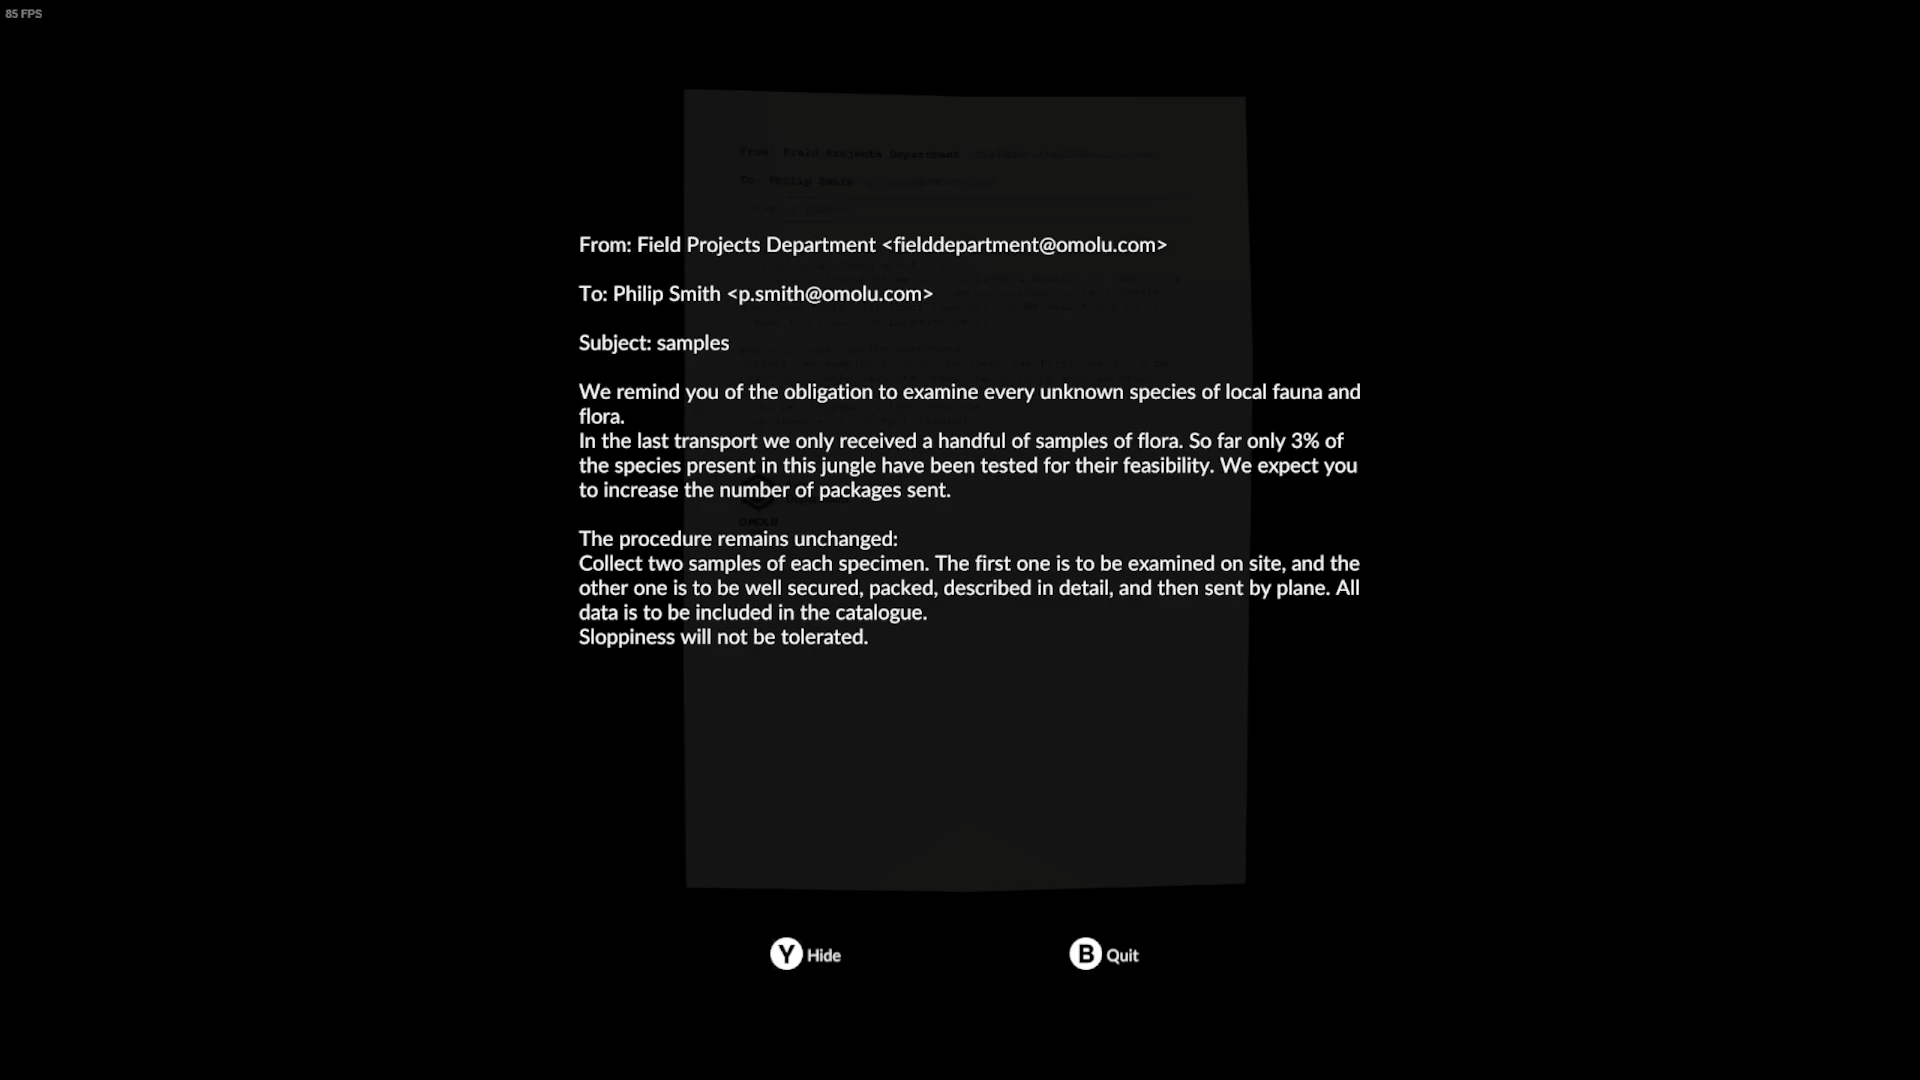 85 FPS
From: Field Projects Department <fielddepartment@omolu.com>
To: Philip Smith <p.smith@omolu.com>
Subject: samples
We remind you of the obligation to examine every unknown species of local fauna and
flora.
In the last transport we only received a handful of samples of flora. So far only 3% of
the species present in this jungle have been tested for their feasibility. We expect you
to increase the number of packages sent.
OMOLU
The procedure remains unchanged:
Collect two samples of each specimen. The first one is to be examined on site, and the
other one is to be well secured, packed, described in detail, and then sent by plane. All
data is to be included in the catalogue.
Sloppiness will not be tolerated.
Y Hide
B Quit